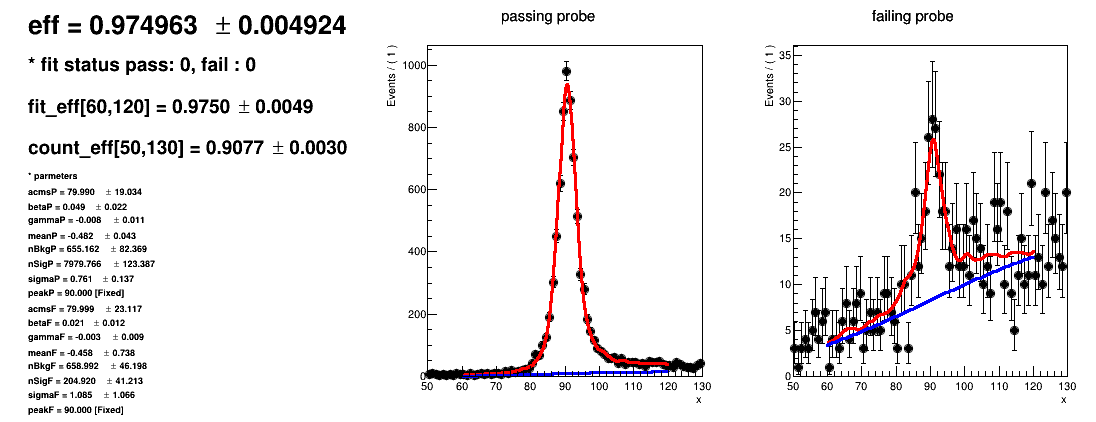 eff = 0.974963 ± 0.004924
* fit status pass: 0, fail : 0
fit_eff[60,120] = 0.9750 ± 0.0049
count_eff[50,130] = 0.9077 ± 0.0030
* parmeters
acmsP = 79.990 ± 19.034
betaP = 0.049 ± 0.022
gammaP = -0.008 ± 0.011
meanP = -0.482 ± 0.043
nBkgP = 655.162 ± 82.369
nSigP = 7979.766 ± 123.387
sigmaP = 0.761 ± 0.137
peakP = 90.000 [Fixed]
acmsF = 79.999 ± 23.117
betaF = 0.021 ± 0.012
gammaF = -0.003 ± 0.009
meanF = -0.458 ± 0.738
nBkgF = 658.992 ± 46.198
nSigF = 204.920 ± 41.213
sigmaF = 1.085 ± 1.066
peakF = 90.000 [Fixed]
passing probe
Events / ( 1 )
1000
800
600
400
200
0
50 60 70 80 90 100 110 120 130
x
failing probe
Events / ( 1 )
35
30
25
20
15
10
5
0
50 60 70 80 90 100 110 120 130
x